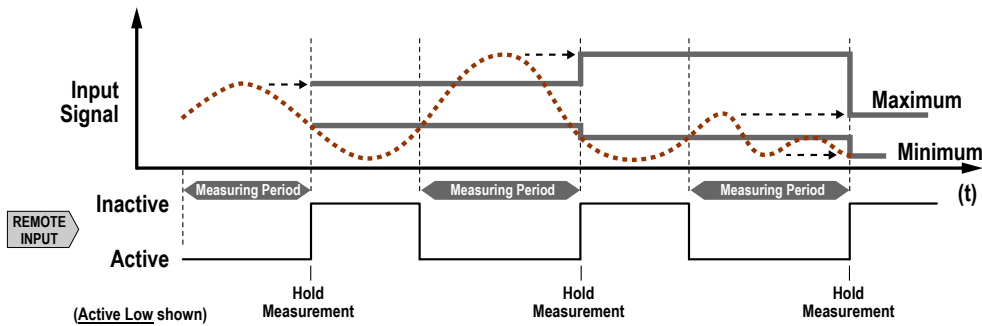 Input
Signal
Maximum
Minimum
(t)
Measuring Period
Measuring Period
Measuring Period
Inactive
REMOTE
INPUT
Active
Hold
Measurement
Hold
Measurement
Hold
Measurement
(Active Low shown)